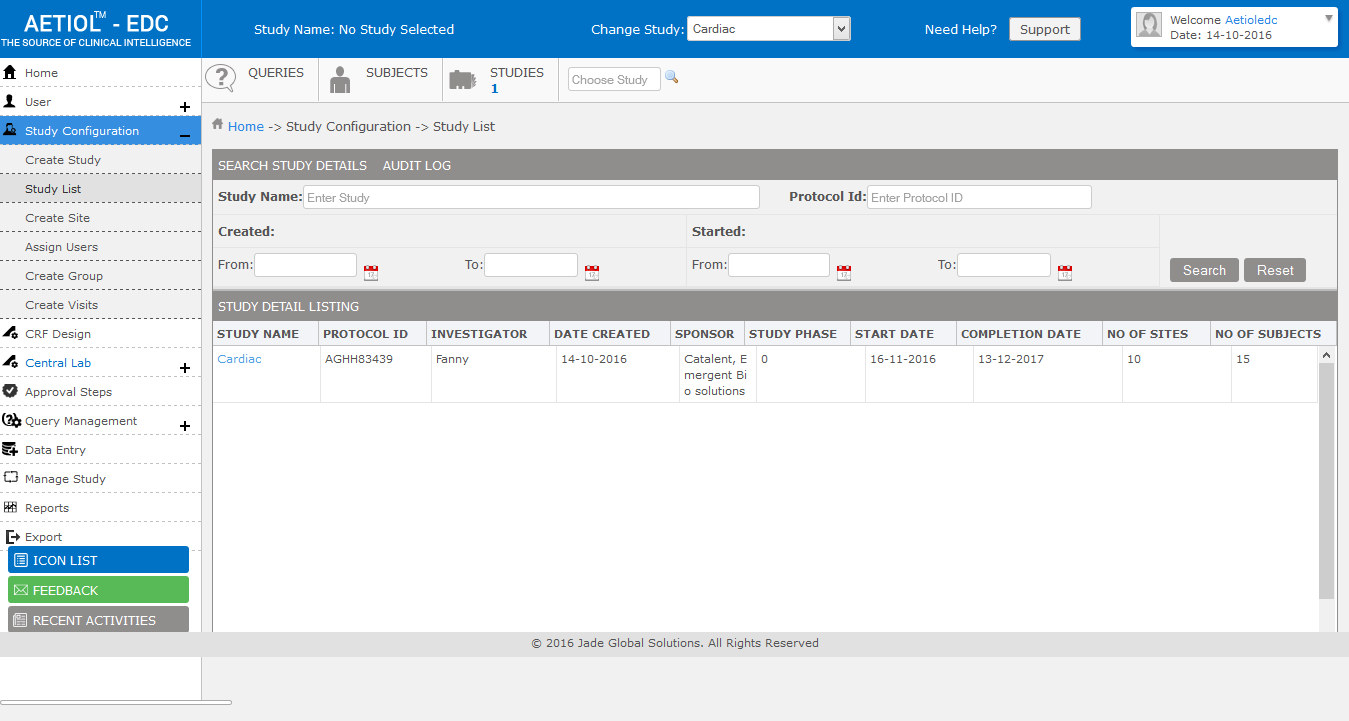 AETIOL™ - EDC
THE SOURCE OF CLINICAL INTELLIGENCE
Study Name: No Study Selected
Change Study: Cardiac
Need Help? Support
Welcome Aetioledc
Date: 14-10-2016
Home
User
Study Configuration
Create Study
Study List
Create Site
Assign Users
Create Group
Create Visits
CRF Design
Central Lab
Approval Steps
Query Management
Data Entry
Manage Study
Reports
Export
ICON LIST
FEEDBACK
RECENT ACTIVITIES
QUERIES
SUBJECTS
STUDIES
1
Choose Study
Home -> Study Configuration -> Study List
SEARCH STUDY DETAILS AUDIT LOG
Study Name: Enter Study Protocol Id: Enter Protocol ID
Created: Started:
From: To: From: To: Search Reset
STUDY DETAIL LISTING
STUDY NAME PROTOCOL ID INVESTIGATOR DATE CREATED SPONSOR STUDY PHASE START DATE COMPLETION DATE NO OF SITES NO OF SUBJECTS
Cardiac AGHH83439 Fanny 14-10-2016 Catalent, E 0 16-11-2016 13-12-2017 10 15
mergent Bi
o solutions
© 2016 Jade Global Solutions. All Rights Reserved